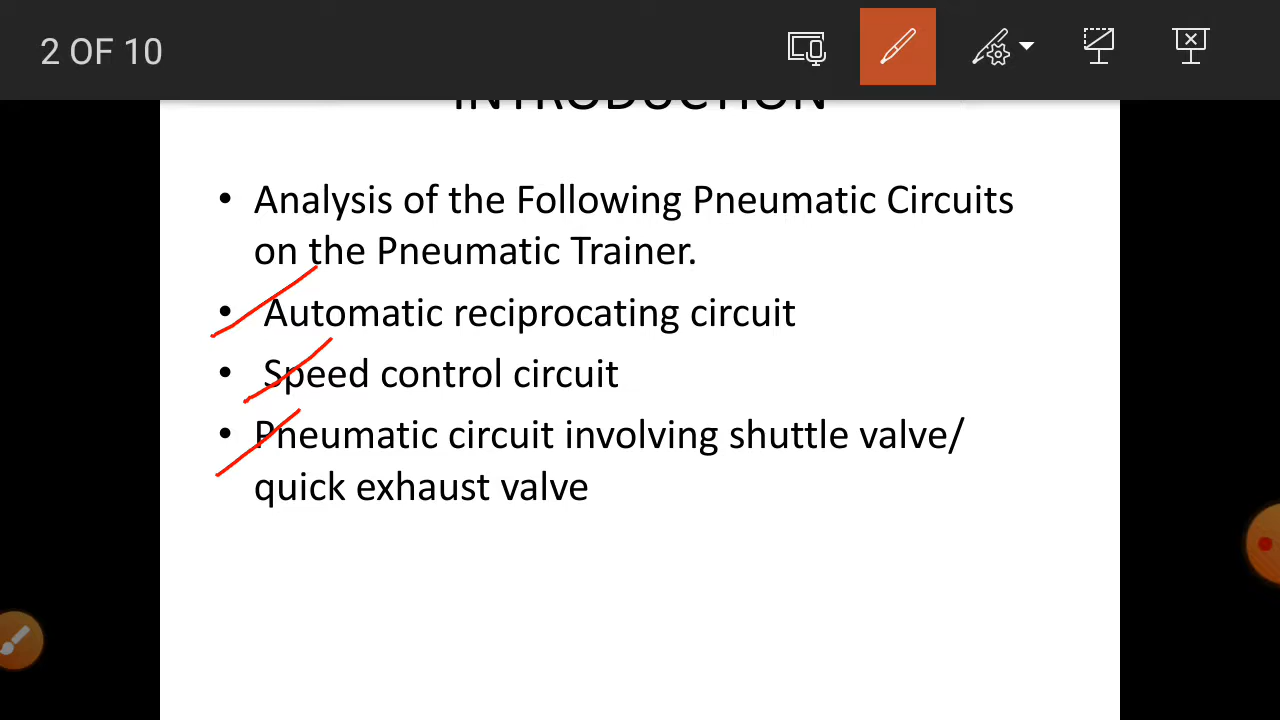 2 OF 10
INTRODUCTION
• Analysis of the Following Pneumatic Circuits
on the Pneumatic Trainer.
• Automatic reciprocating circuit
• Speed control circuit
• Pneumatic circuit involving shuttle valve/
quick exhaust valve